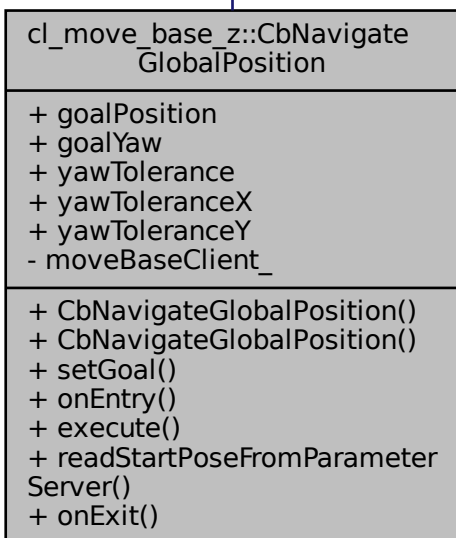 cl_move_base_z::CbNavigate
GlobalPosition
+ goalPosition
+ goalYaw
+ yawTolerance
+ yawToleranceX
+ yawToleranceY
- moveBaseClient_
+ CbNavigateGlobalPosition()
+ CbNavigateGlobalPosition()
+ setGoal()
+ onEntry()
+ execute()
+ readStartPoseFromParameter
Server()
+ onExit()